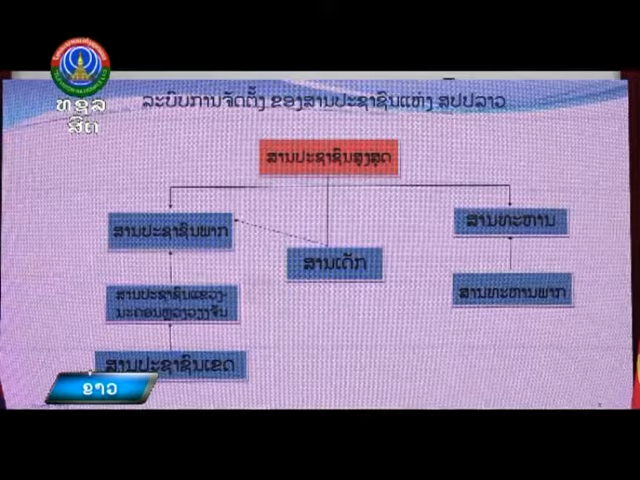 ທຊລ
ສົດ
ລະບົບການຈັດຕັ້ງ ຂອງສານປະຊາຊົນແຫ່ງ ສປປລາວ
ສານປະຊາຊົນສູງສຸດ
ສານປະຊາຊົນພາກ
ສານທະຫານ
ສານເດັກ
ສານປະຊາຊົນແຂວງ-
ນະຄອນຫຼວງວຽງຈັນ
ສານທະຫານພາກ
ສານປະຊາຊົນເຂດ
ຂ່າວ